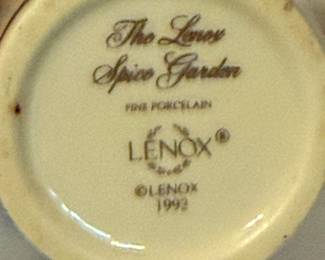 The Lenox
Spice Garden
FINE PORCELAIN
LENOX®
©LENOX
1992